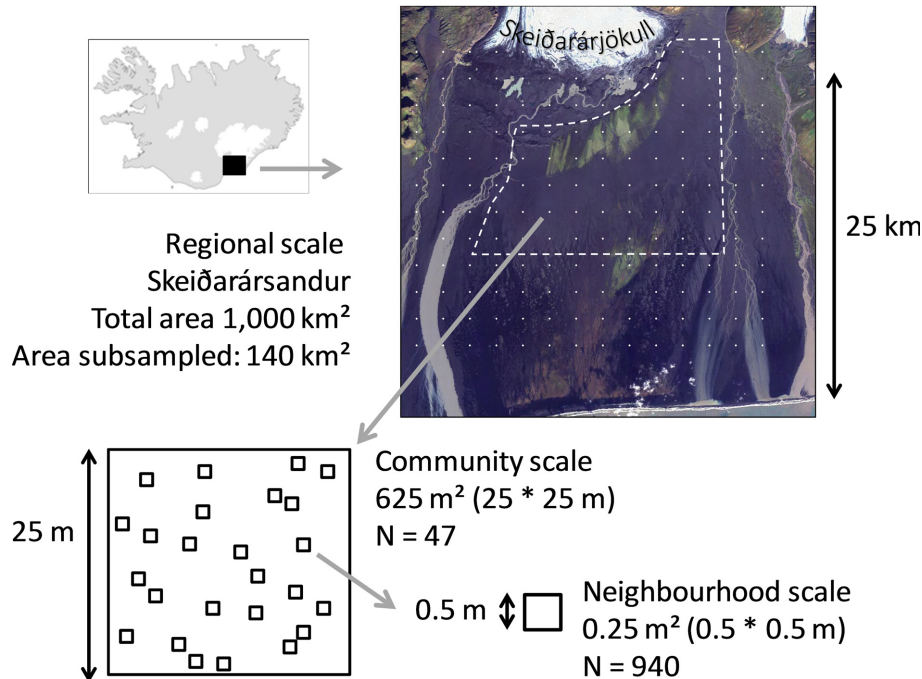 Skeiðarárjökull
25 km
Regional scale
Skeiðarársandur
Total area 1,000 km²
Area subsampled: 140 km²
Community scale
625 m² (25 * 25 m)
N = 47
25 m
0.5 m
Neighbourhood scale
0.25 m² (0.5 * 0.5 m)
N = 940